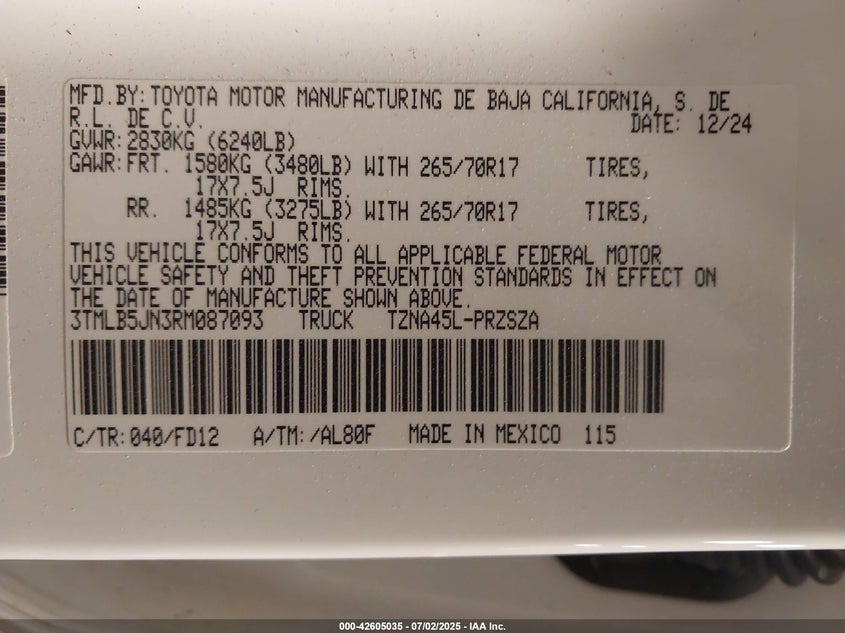 MFD.BY:TOYOTA MOTOR MANUFACTURING DE BAJA CALIFORNIA, S. DE
R.L. DE C.V. DATE: 12/24
GVWR:2830KG (6240LB)
GAWR:FRT. 1580KG (3480LB) WITH 265/70R17 TIRES,
17X7.5J RIMS.
RR. 1485KG (3275LB) WITH 265/70R17 TIRES,
17X7.5J RIMS.
THIS VEHICLE CONFORMS TO ALL APPLICABLE FEDERAL MOTOR
VEHICLE SAFETY AND THEFT PREVENTION STANDARDS IN EFFECT ON
THE DATE OF MANUFACTURE SHOWN ABOVE.
3TMLB5JN3RM087093 TRUCK TZNA45L-PRZSZA
C/TR:040/FD12 A/TM:/AL80F MADE IN MEXICO 115
000-42605035 - 07/02/2025 - IAA Inc.